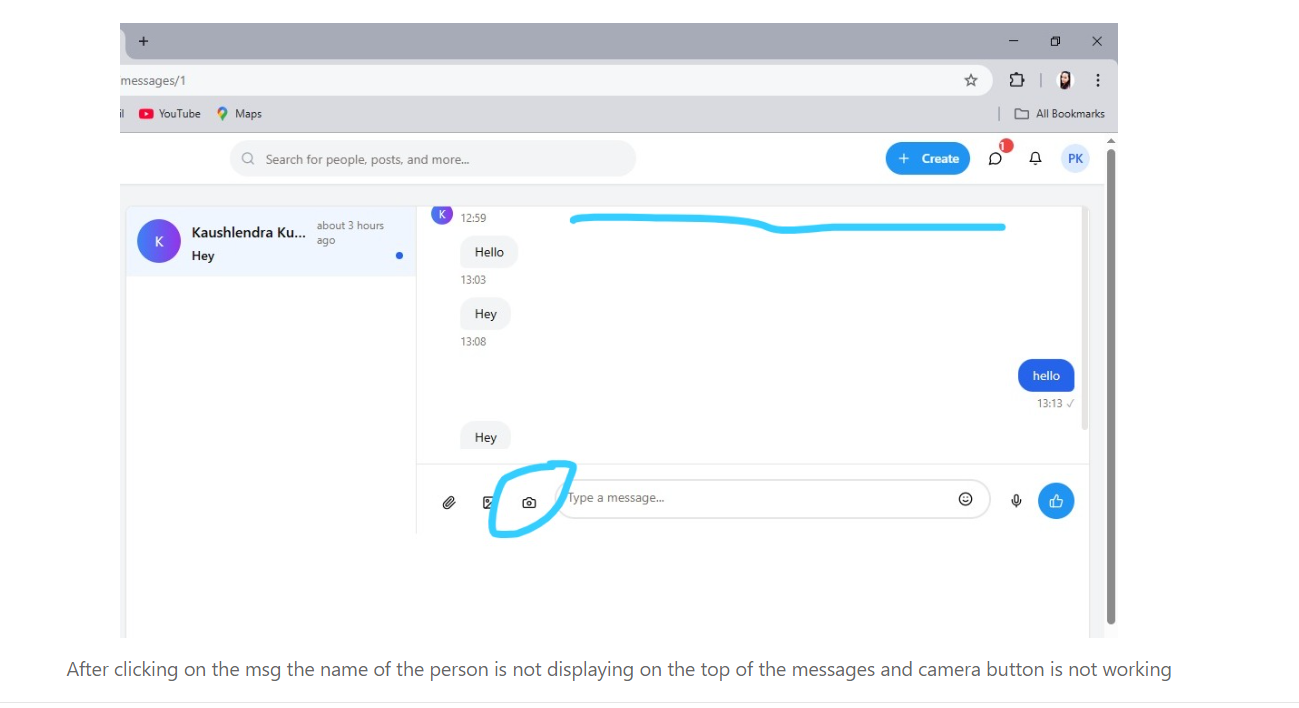 +
messages/1
YouTube
Maps
All Bookmarks
Search for people, posts, and more...
+ Create
1
PK
K
Kaushlendra Ku...
about 3 hours
ago
Hey
K
12:59
Hello
13:03
Hey
13:08
hello
13:13 ✓
Hey
Type a message...
After clicking on the msg the name of the person is not displaying on the top of the messages and camera button is not working